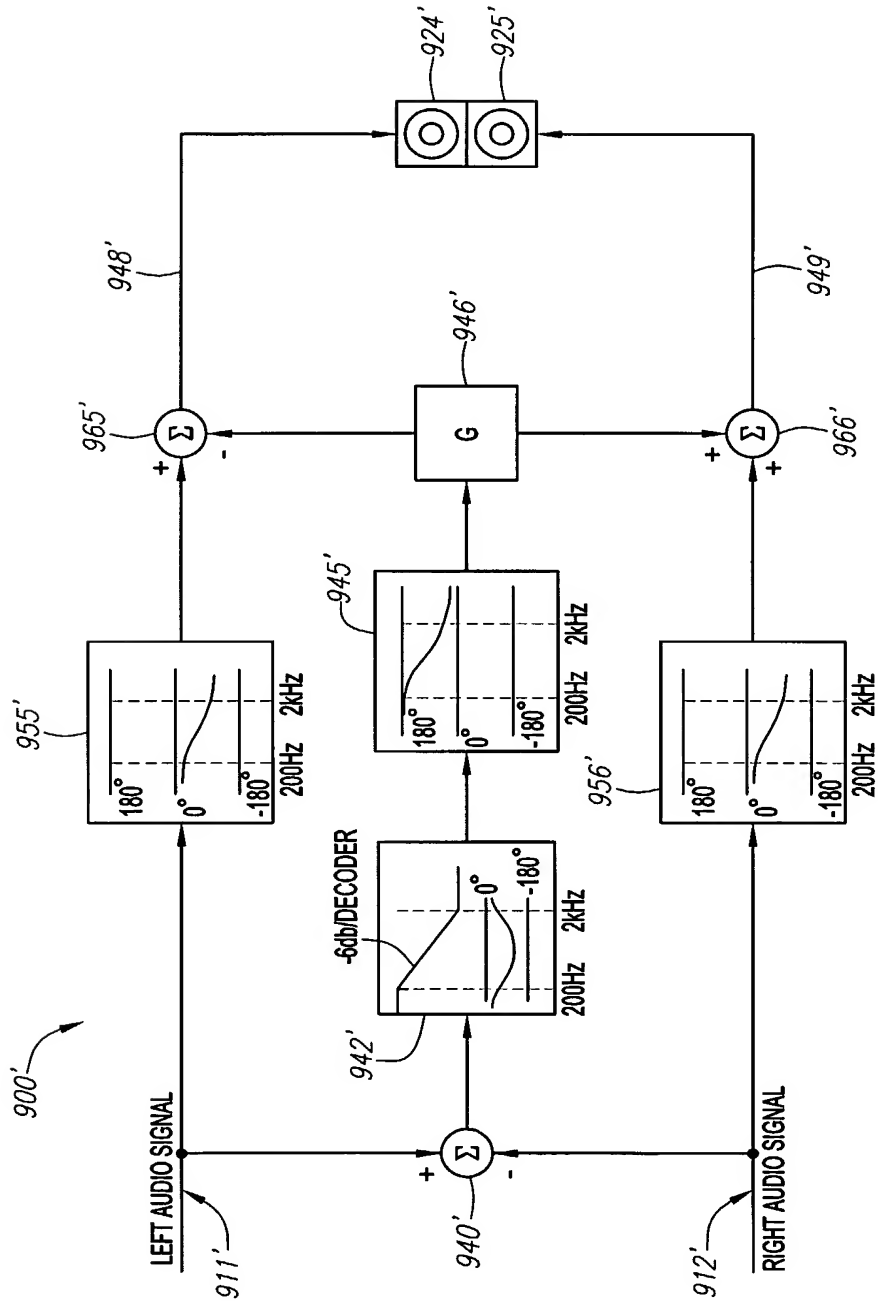 900'
LEFT AUDIO SIGNAL
911'
955'
180°
0°
-180°
200Hz
2kHz
965'
+
-
Σ
948'
924'
925'
940'
+
-
Σ
942'
-6db/DECODER
0°
-180°
200Hz
2kHz
945'
180°
0°
-180°
200Hz
2kHz
946'
G
RIGHT AUDIO SIGNAL
912'
956'
180°
0°
-180°
200Hz
2kHz
966'
+
+
Σ
949'